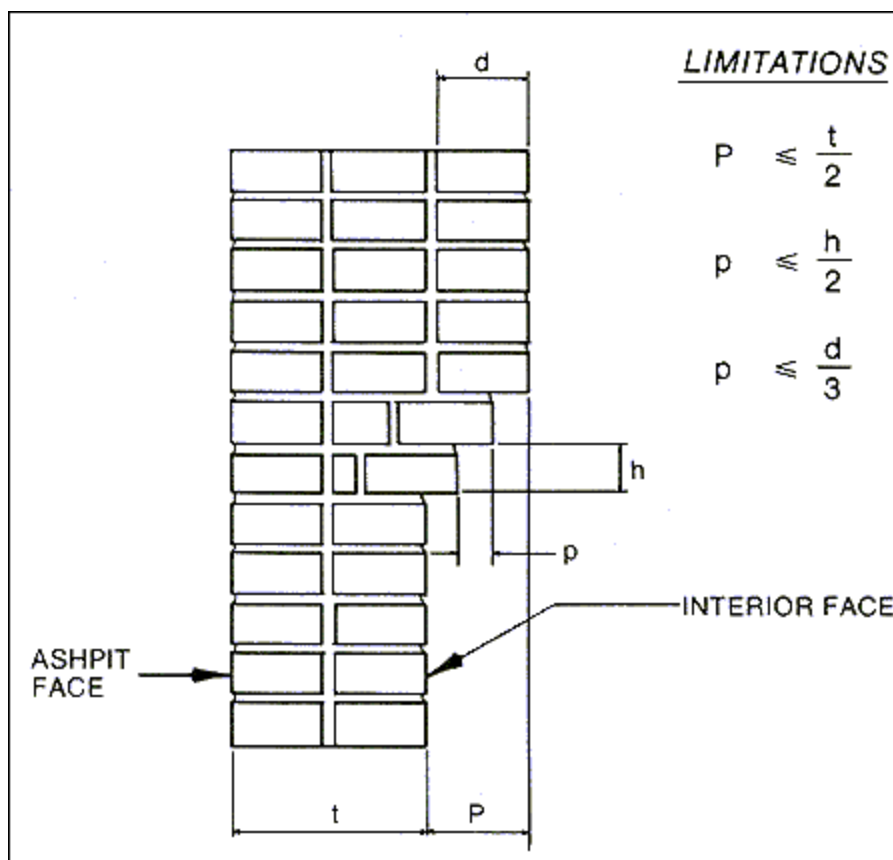 d
LIMITATIONS
P ≤ t/2
p ≤ h/2
p ≤ d/3
h
p
INTERIOR FACE
ASHPIT
FACE
t
P